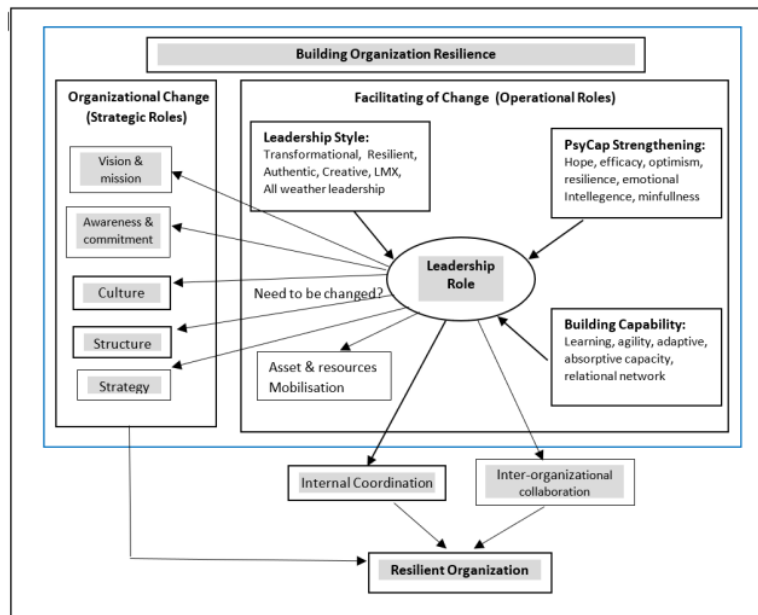 Building Organization Resilience
Organizational Change
(Strategic Roles)
Vision &
mission
Awareness &
commitment
Culture
Structure
Strategy
Facilitating of Change (Operational Roles)
Leadership Style:
Transformational, Resilient,
Authentic, Creative, LMX,
All weather leadership
PsyCap Strengthening:
Hope, efficacy, optimism,
resilience, emotional
Intellegence, minfullness
Leadership
Role
Need to be changed?
Building Capability:
Learning, agility, adaptive,
absorptive capacity,
relational network
Asset & resources
Mobilisation
Internal Coordination
Inter-organizational
collaboration
Resilient Organization